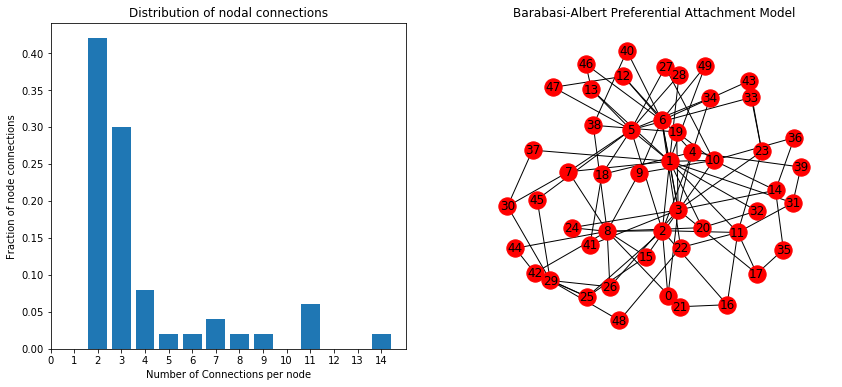 Distribution of nodal connections
Fraction of node connections
0.40
0.35
0.30
0.25
0.20
0.15
0.10
0.05
0.00
0 1 2 3 4 5 6 7 8 9 10 11 12 13 14
Number of Connections per node
Barabasi-Albert Preferential Attachment Model
40
46 27 49
12 28 43
47 13 34 33
38 5 6 19
37 1 4 10 23 36
7 18 9 39
30 45 3 32 14 31
24 8 2 20 11
44 41 15 22 35
42 29 26 17
25 0 21 16
48